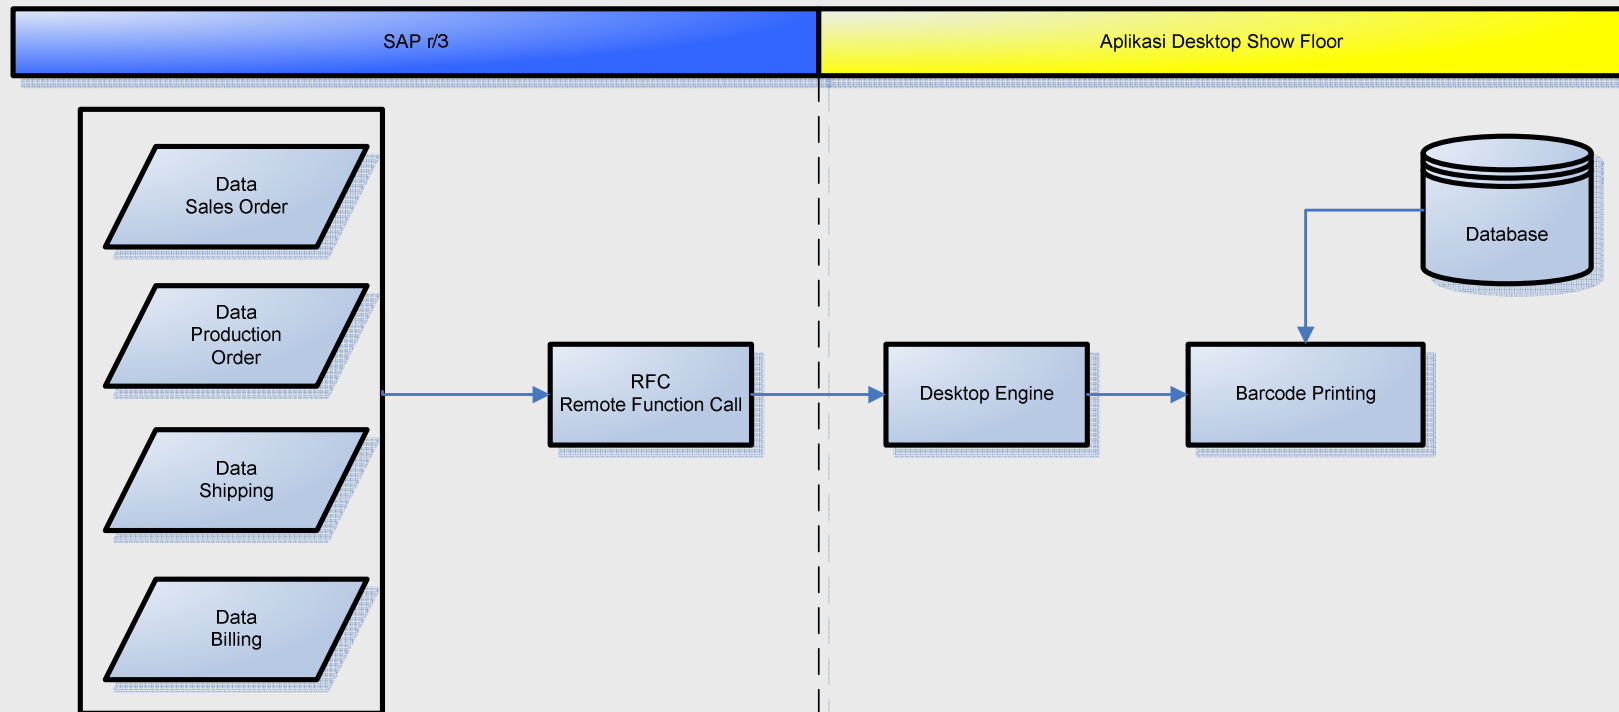 SAP r/3
Aplikasi Desktop Show Floor
Data
Sales Order
Data
Production
Order
Data
Shipping
Data
Billing
RFC
Remote Function Call
Desktop Engine
Barcode Printing
Database